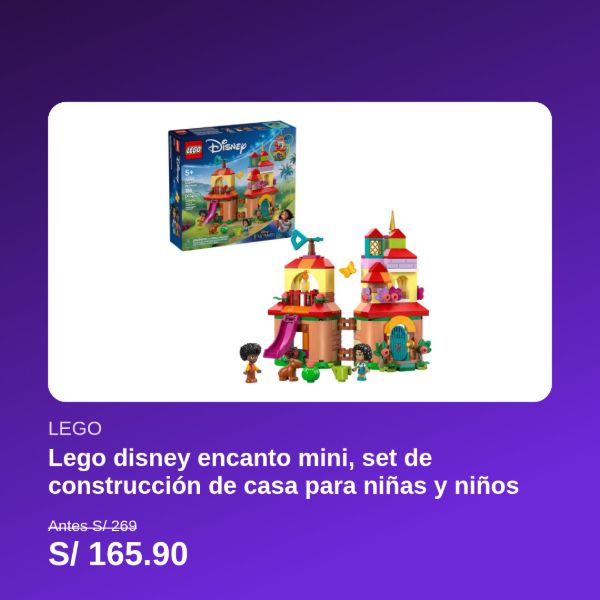 LEGO
Disney
5+
LEGO
Lego disney encanto mini, set de
construcción de casa para niñas y niños
Antes S/ 269
S/ 165.90